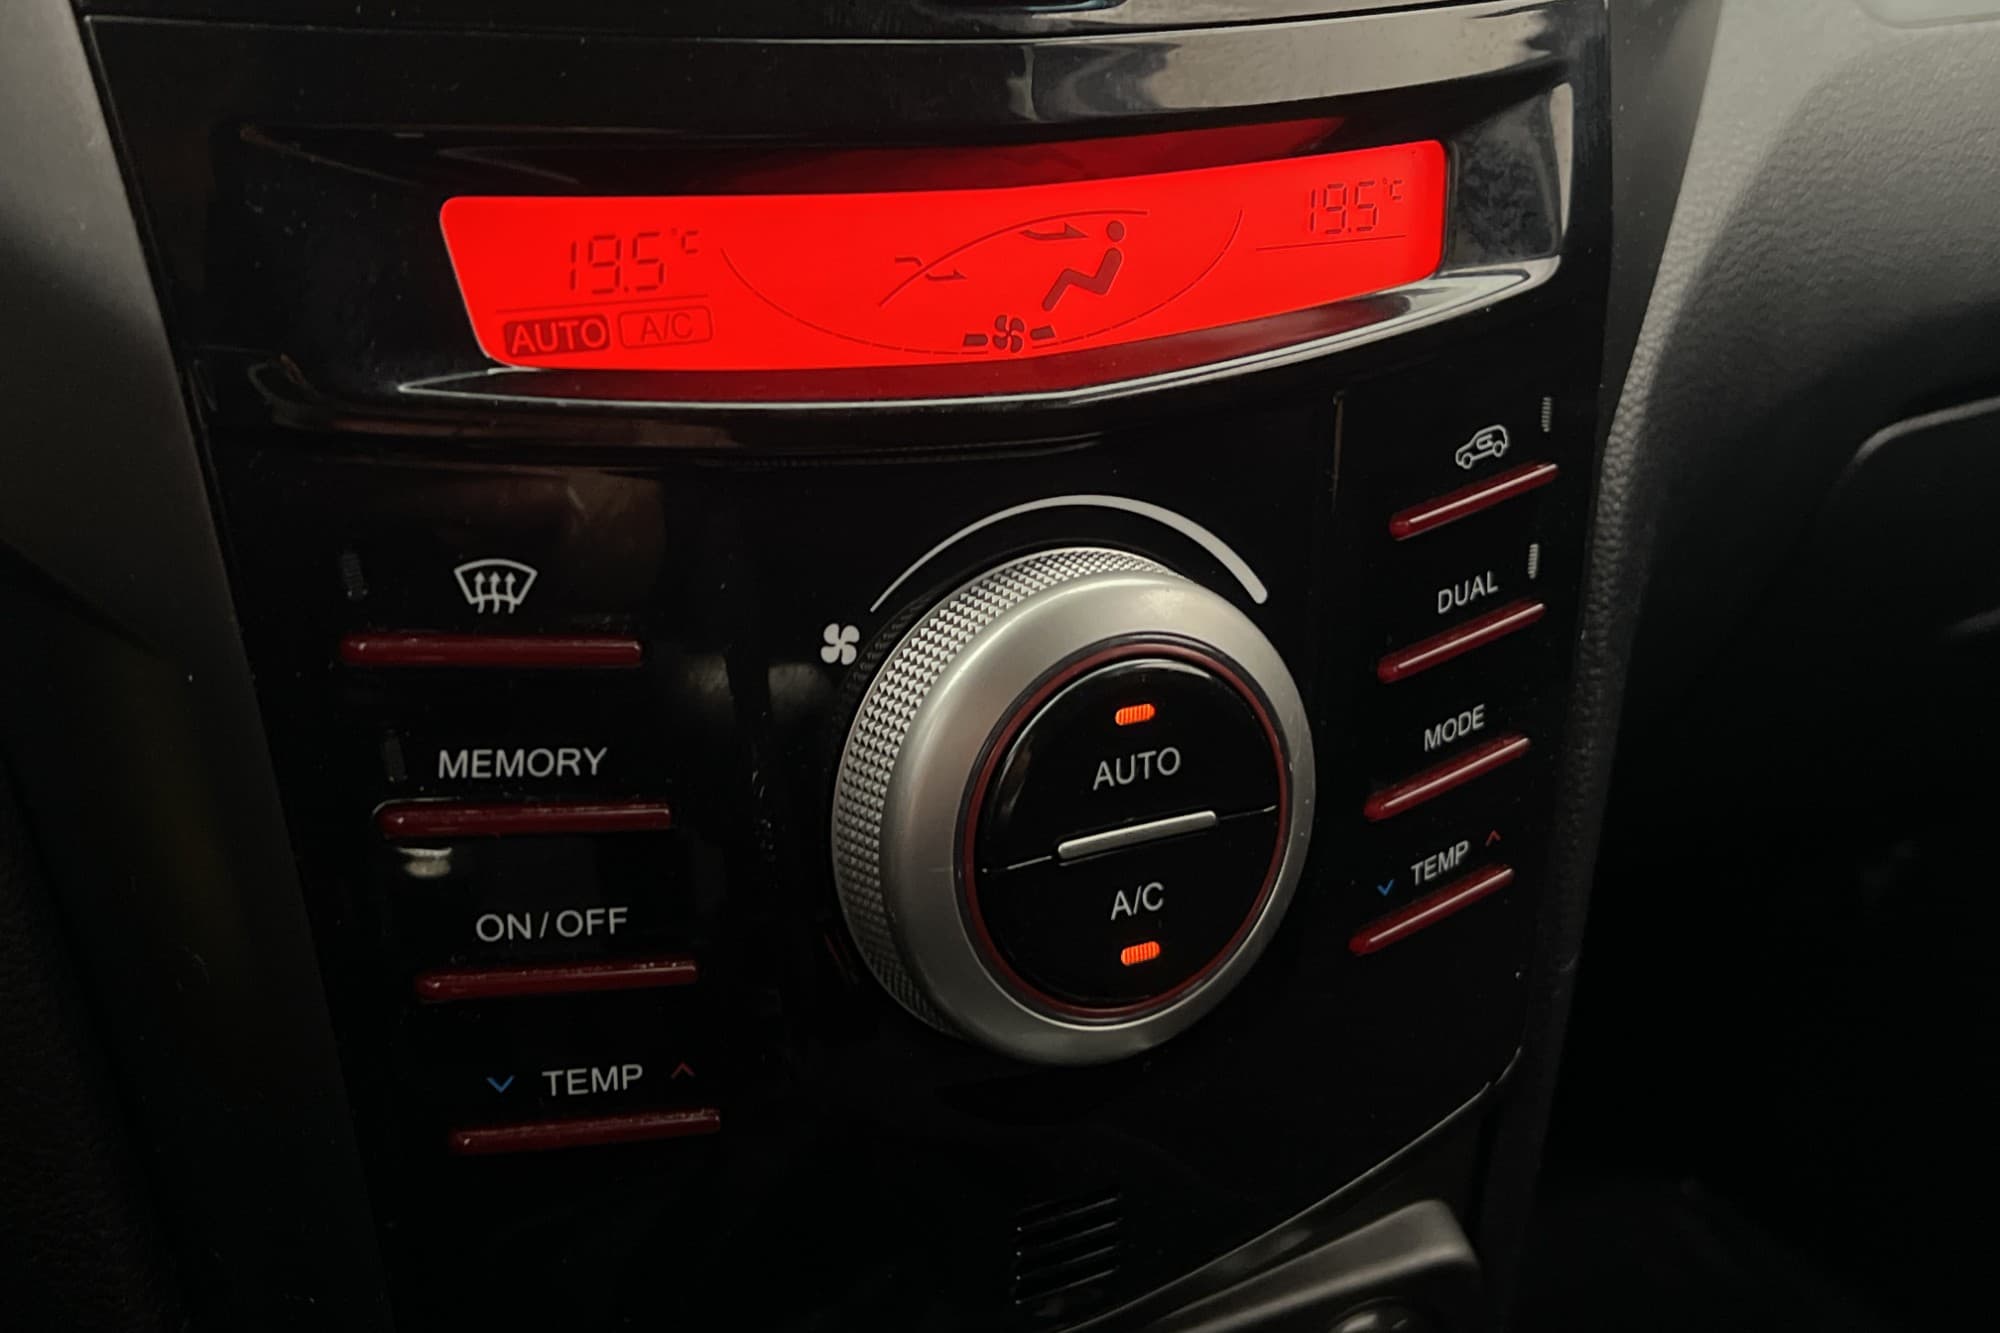 19.5°C
19.5°C
AUTO A/C
MEMORY
ON/OFF
TEMP
AUTO
A/C
DUAL
MODE
TEMP